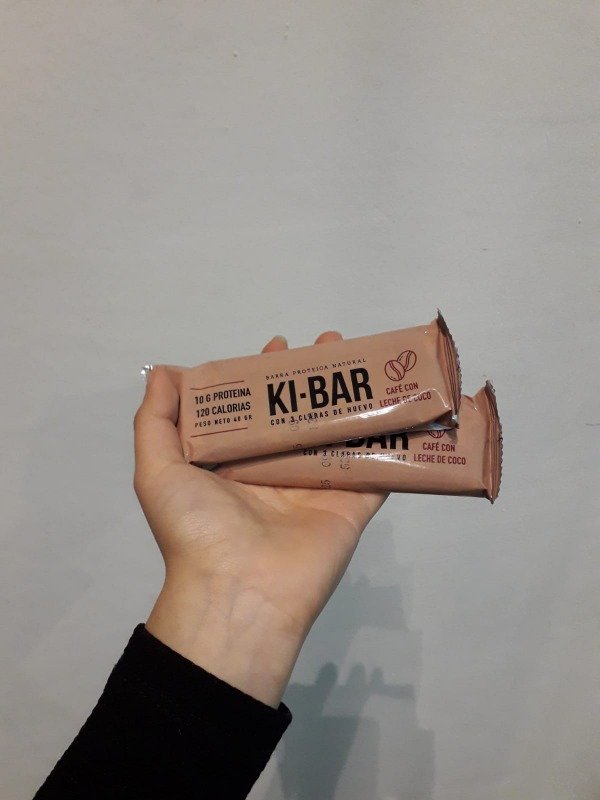 BARRA PROTEICA NATURAL
KI·BAR
CON 3 CLARAS DE HUEVO
10 G PROTEINA
120 CALORIAS
PESO NETO 40 GR
CAFÉ CON
LECHE DE COCO
BAR
CON 3 CLARAS DE HUEVO
CAFÉ CON
LECHE DE COCO